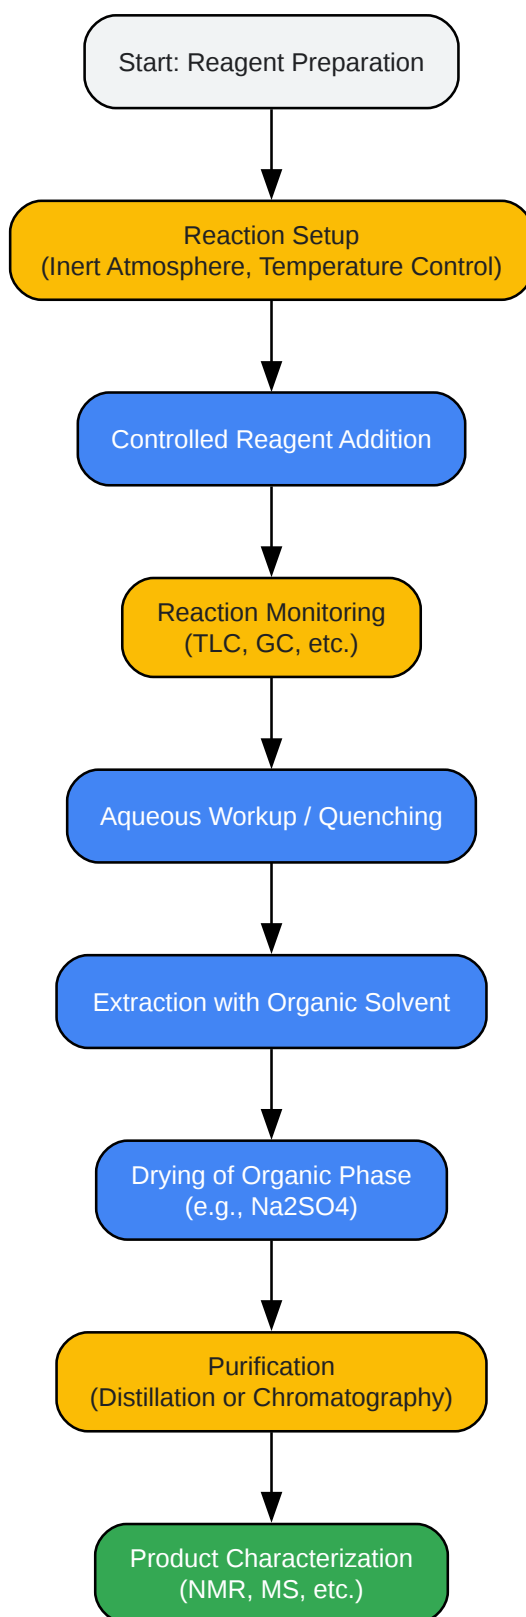 Start: Reagent Preparation
Reaction Setup
(Inert Atmosphere, Temperature Control)
Controlled Reagent Addition
Reaction Monitoring
(TLC, GC, etc.)
Aqueous Workup / Quenching
Extraction with Organic Solvent
Drying of Organic Phase
(e.g., Na2SO4)
Purification
(Distillation or Chromatography)
Product Characterization
(NMR, MS, etc.)